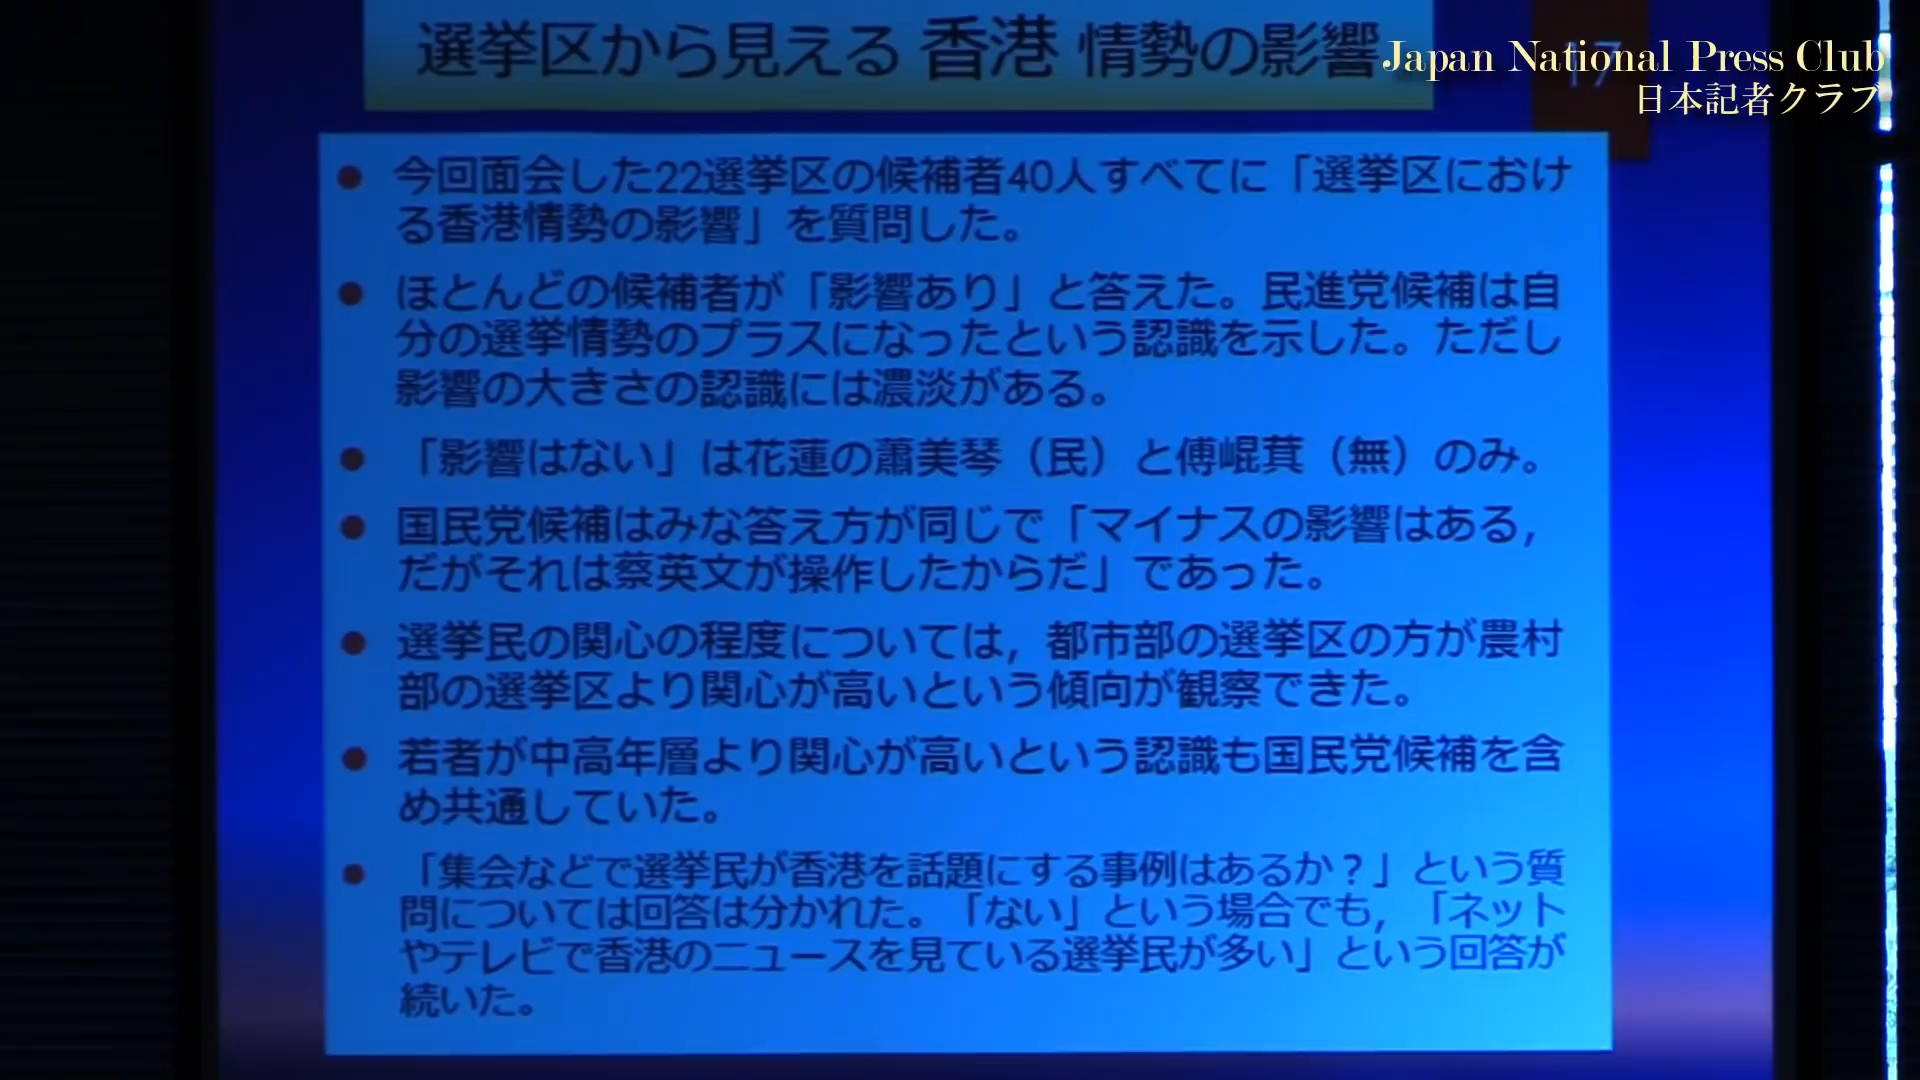 選挙区から見える 香港 情勢の影響
17
Japan National Press Club
日本記者クラブ
● 今回面会した22選挙区の候補者40人すべてに「選挙区におけ
る香港情勢の影響」を質問した。
● ほとんどの候補者が「影響あり」と答えた。民進党候補は自
分の選挙情勢のプラスになったという認識を示した。ただし
影響の大きさの認識には濃淡がある。
● 「影響はない」は花蓮の蕭美琴（民）と傅崐萁（無）のみ。
● 国民党候補はみな答え方が同じで「マイナスの影響はある，
だがそれは蔡英文が操作したからだ」であった。
● 選挙民の関心の程度については，都市部の選挙区の方が農村
部の選挙区より関心が高いという傾向が観察できた。
● 若者が中高年層より関心が高いという認識も国民党候補を含
め共通していた。
● 「集会などで選挙民が香港を話題にする事例はあるか？」という質
問については回答は分かれた。「ない」という場合でも，「ネット
やテレビで香港のニュースを見ている選挙民が多い」という回答が
続いた。